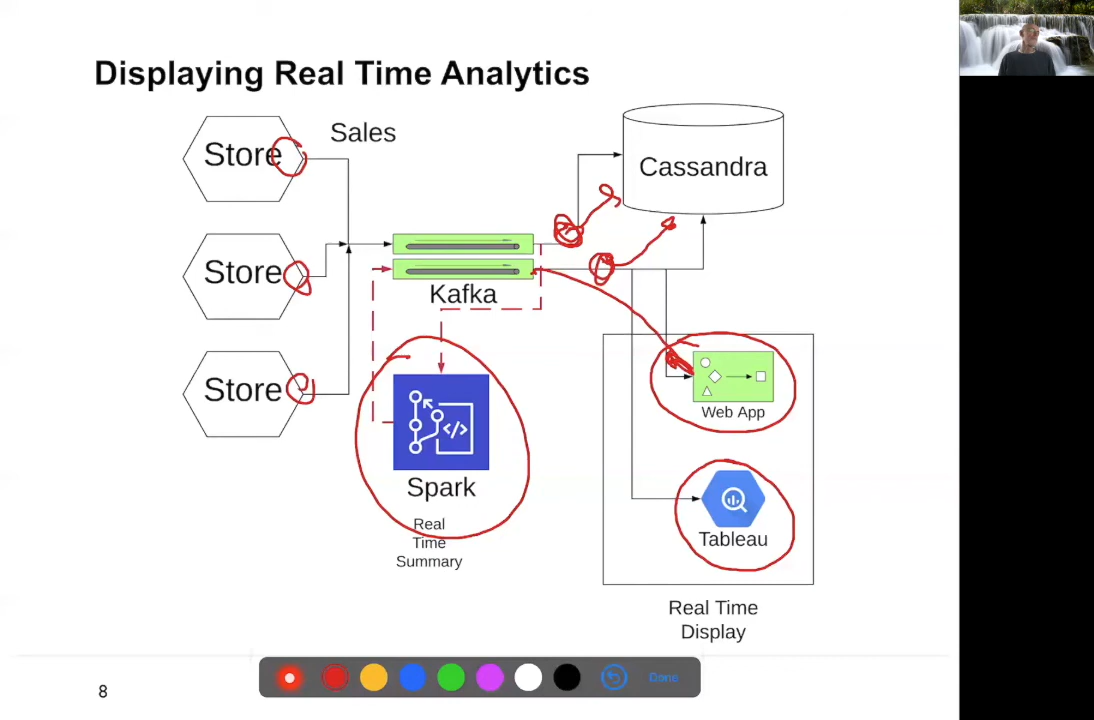 Displaying Real Time Analytics
Store
Sales
Cassandra
Store
Kafka
Store
</>
Web App
Spark
Real
Time
Summary
Tableau
Real Time
Display
8
Done